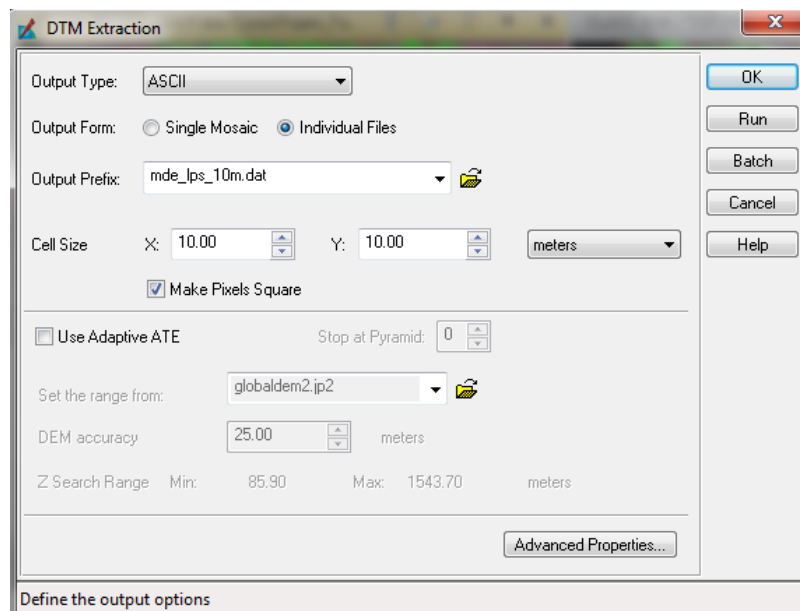 DTM Extraction
Output Type: ASCII
OK
Output Form: Single Mosaic Individual Files
Run
Output Prefix: mde_lps_10m.dat
Batch
Cancel
Cell Size X: 10.00 Y: 10.00 meters
Help
Make Pixels Square
Use Adaptive ATE Stop at Pyramid: 0
Set the range from: globaldem2.jp2
DEM accuracy 25.00 meters
Z Search Range Min: 85.90 Max: 1543.70 meters
Advanced Properties...
Define the output options